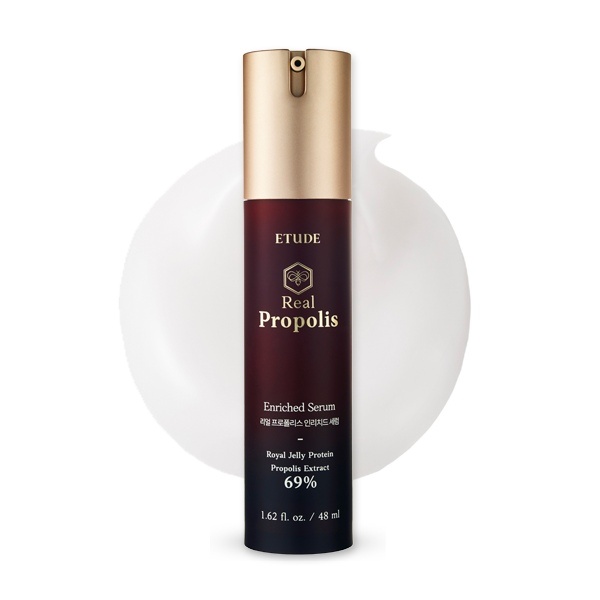 ETUDE
Real
Propolis
Enriched Serum
리얼 프로폴리스 인리치드 세럼
Royal Jelly Protein
Propolis Extract
69%
1.62 fl. oz. / 48 ml